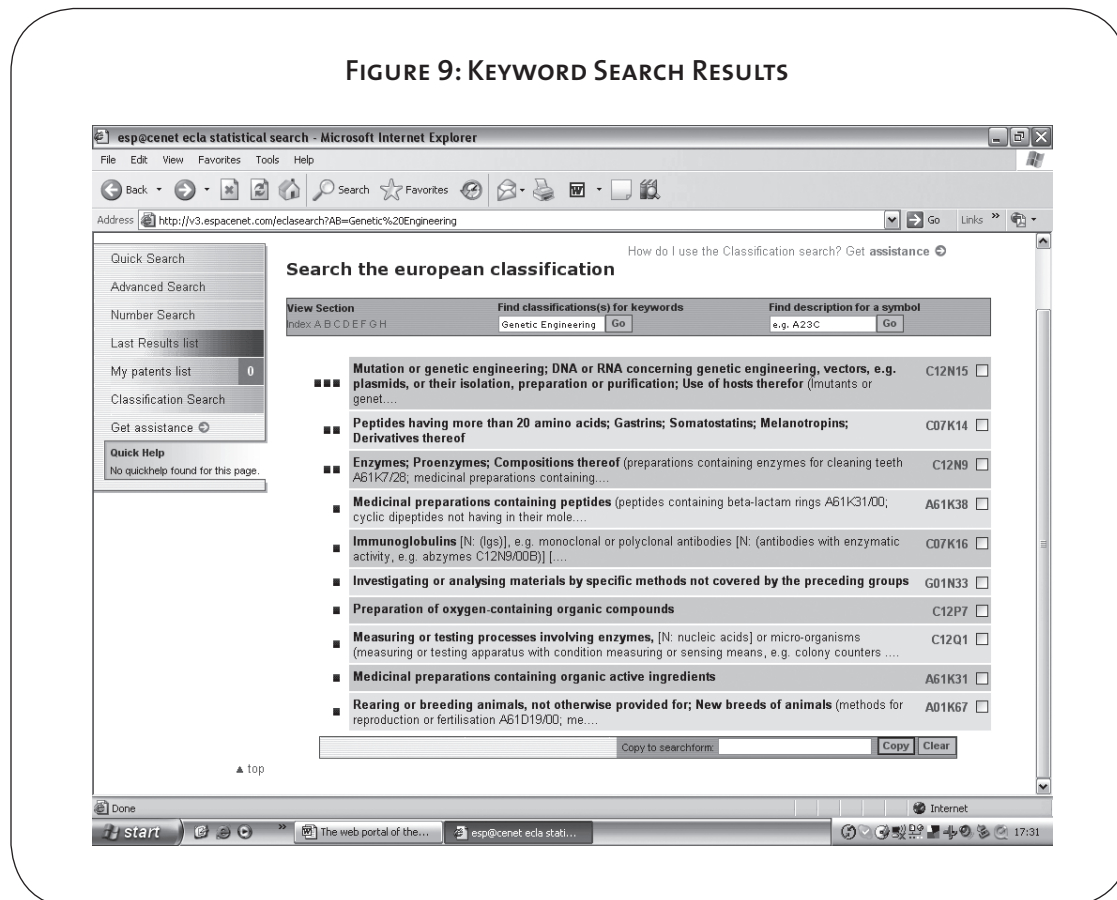 FIGURE 9: KEYWORD SEARCH RESULTS
esp@cenet ecla statistical search - Microsoft Internet Explorer
File Edit View Favorites Tools Help
Back Search Favorites
Address http://v3.espacenet.com/eclasearch?AB=Genetic%20Engineering Go Links »
How do I use the Classification search? Get assistance
Quick Search
Advanced Search
Number Search
Last Results list
My patents list 0
Classification Search
Get assistance
Quick Help
No quickhelp found for this page.
Search the european classification
View Section Find classifications(s) for keywords Find description for a symbol
Index A B C D E F G H Genetic Engineering Go e.g. A23C Go
Mutation or genetic engineering; DNA or RNA concerning genetic engineering, vectors, e.g. C12N15
plasmids, or their isolation, preparation or purification; Use of hosts therefor (lmutants or
genet....
Peptides having more than 20 amino acids; Gastrins; Somatostatins; Melanotropins; C07K14
Derivatives thereof
Enzymes; Proenzymes; Compositions thereof (preparations containing enzymes for cleaning teeth C12N9
A61K7/28; medicinal preparations containing....
Medicinal preparations containing peptides (peptides containing beta-lactam rings A61K31/00; A61K38
cyclic dipeptides not having in their mole....
Immunoglobulins [N: (Igs)], e.g. monoclonal or polyclonal antibodies [N: (antibodies with enzymatic C07K16
activity, e.g. abzymes C12N9/00B)] [....
Investigating or analysing materials by specific methods not covered by the preceding groups G01N33
Preparation of oxygen-containing organic compounds C12P7
Measuring or testing processes involving enzymes, [N: nucleic acids] or micro-organisms C12Q1
(measuring or testing apparatus with condition measuring or sensing means, e.g. colony counters ....
Medicinal preparations containing organic active ingredients A61K31
Rearing or breeding animals, not otherwise provided for; New breeds of animals (methods for A01K67
reproduction or fertilisation A61D19/00; me....
Copy to searchform: Copy Clear
top
Done Internet
start » The web portal of the... esp@cenet ecla stati... 17:31